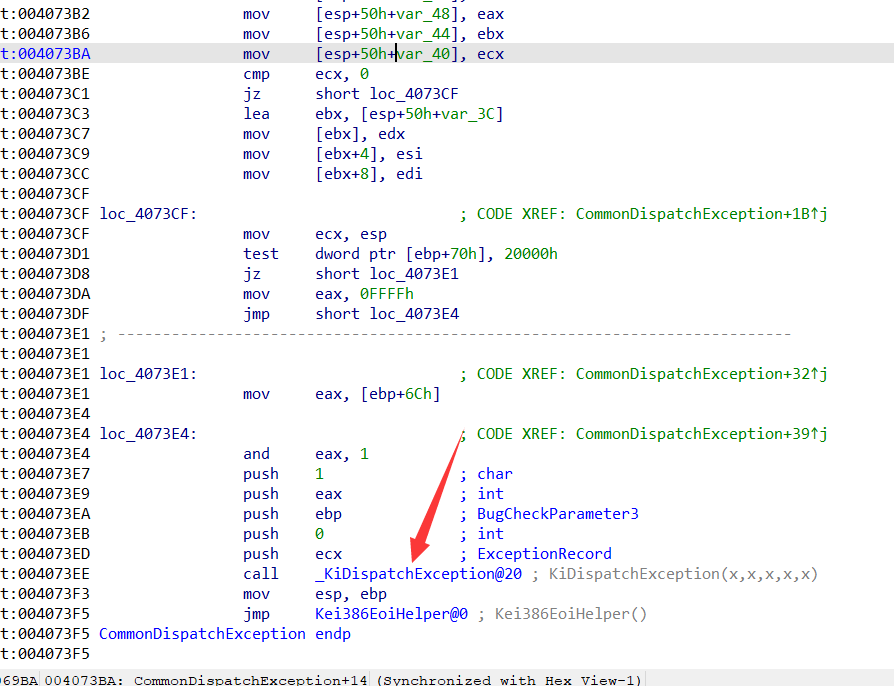 t:004073B2 mov [esp+50h+var_48], eax
t:004073B6 mov [esp+50h+var_44], ebx
t:004073BA mov [esp+50h+var_40], ecx
t:004073BE cmp ecx, 0
t:004073C1 jz short loc_4073CF
t:004073C3 lea ebx, [esp+50h+var_3C]
t:004073C7 mov [ebx], edx
t:004073C9 mov [ebx+4], esi
t:004073CC mov [ebx+8], edi
t:004073CF
t:004073CF loc_4073CF: ; CODE XREF: CommonDispatchException+1B↑j
t:004073CF mov ecx, esp
t:004073D1 test dword ptr [ebp+70h], 20000h
t:004073D8 jz short loc_4073E1
t:004073DA mov eax, 0FFFFh
t:004073DF jmp short loc_4073E4
t:004073E1 ; ---------------------------------------------------------------------------
t:004073E1
t:004073E1 loc_4073E1: ; CODE XREF: CommonDispatchException+32↑j
t:004073E1 mov eax, [ebp+6Ch]
t:004073E4
t:004073E4 loc_4073E4: ; CODE XREF: CommonDispatchException+39↑j
t:004073E4 and eax, 1
t:004073E7 push 1 ; char
t:004073E9 push eax ; int
t:004073EA push ebp ; BugCheckParameter3
t:004073EB push 0 ; int
t:004073ED push ecx ; ExceptionRecord
t:004073EE call _KiDispatchException@20 ; KiDispatchException(x,x,x,x,x)
t:004073F3 mov esp, ebp
t:004073F5 jmp Kei386EoiHelper@0 ; Kei386EoiHelper()
t:004073F5 CommonDispatchException endp
t:004073F5
069BA 004073BA: CommonDispatchException+14 (Synchronized with Hex View-1)